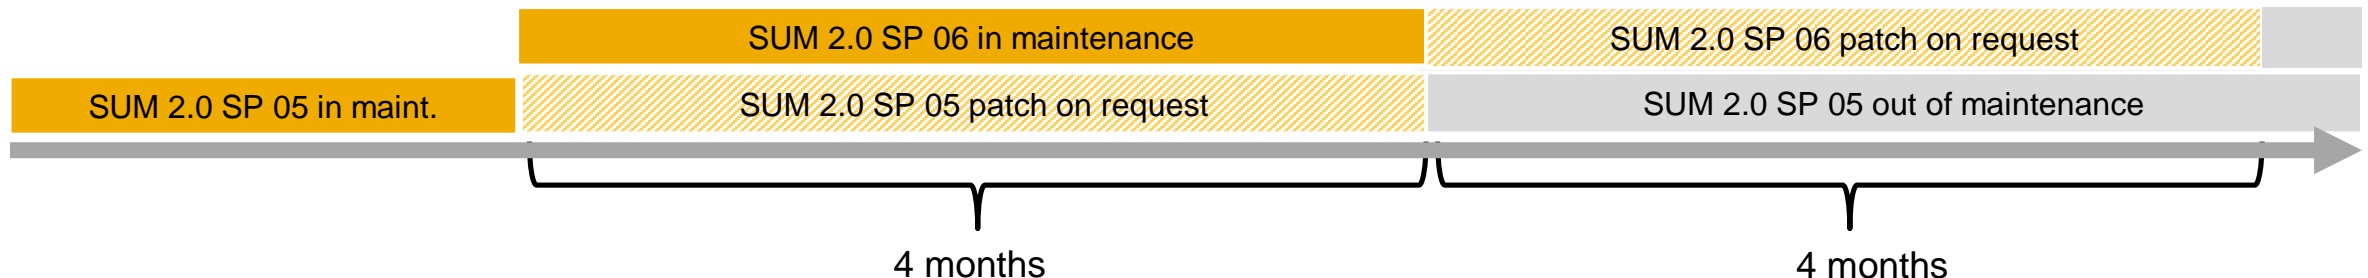 SUM 2.0 SP 06 in maintenance
SUM 2.0 SP 06 patch on request
SUM 2.0 SP 05 in maint.
SUM 2.0 SP 05 patch on request
SUM 2.0 SP 05 out of maintenance
4 months
4 months